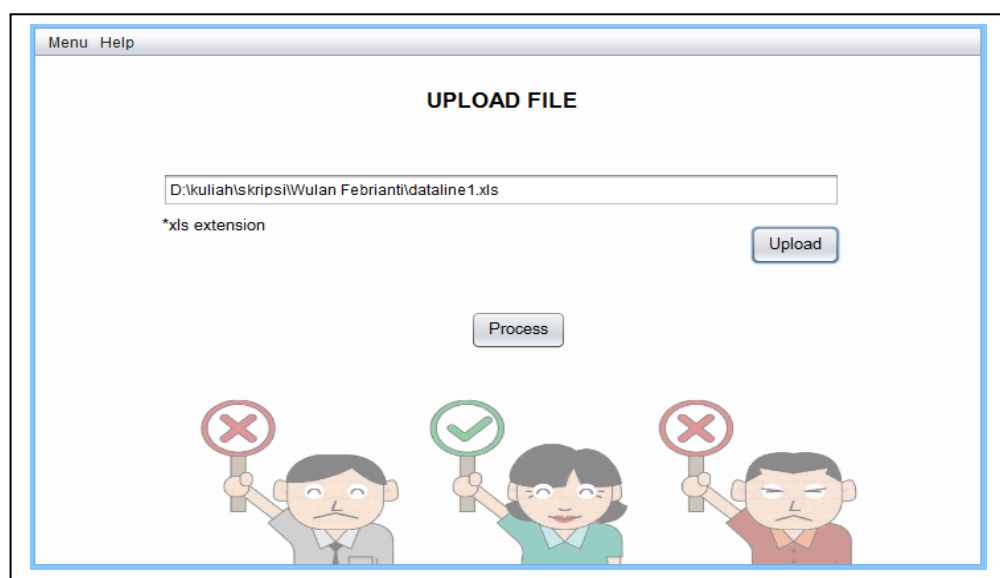 Menu Help
UPLOAD FILE
D:\kuliah\skripsi\Wulan Febrianti\dataline1.xls
*xls extension
Upload
Process